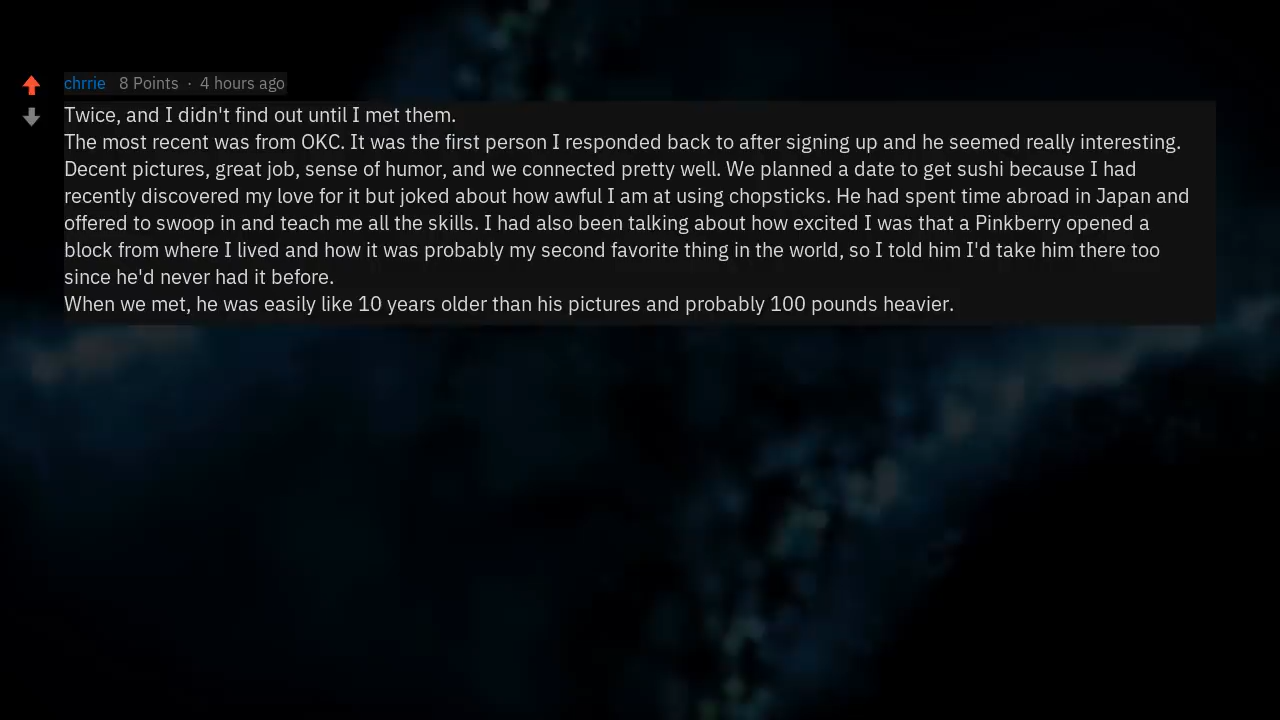 chrrie 8 Points · 4 hours ago
Twice, and I didn't find out until I met them.
The most recent was from OKC. It was the first person I responded back to after signing up and he seemed really interesting.
Decent pictures, great job, sense of humor, and we connected pretty well. We planned a date to get sushi because I had
recently discovered my love for it but joked about how awful I am at using chopsticks. He had spent time abroad in Japan and
offered to swoop in and teach me all the skills. I had also been talking about how excited I was that a Pinkberry opened a
block from where I lived and how it was probably my second favorite thing in the world, so I told him I'd take him there too
since he'd never had it before.
When we met, he was easily like 10 years older than his pictures and probably 100 pounds heavier.